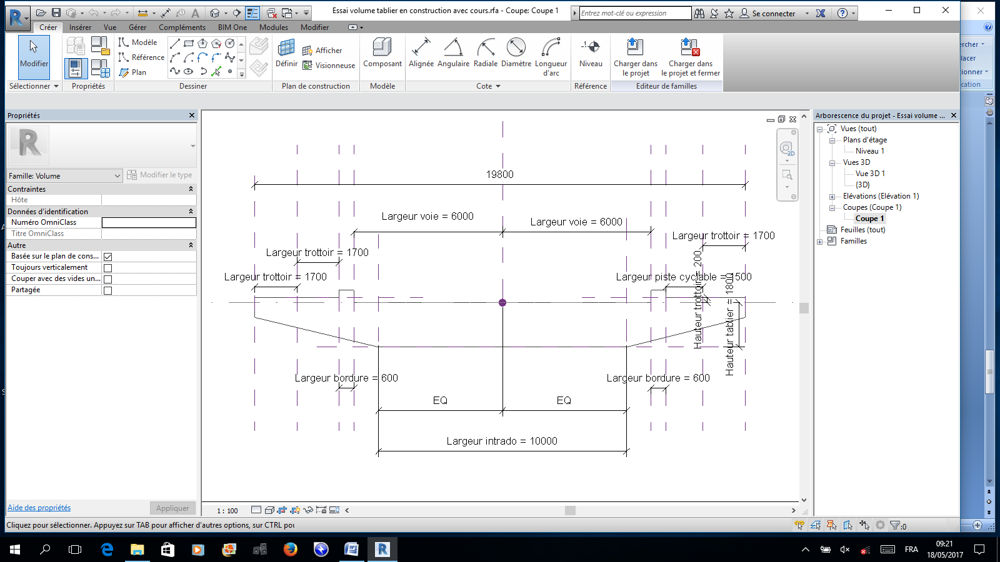 Essai volume tablier en construction avec cours.rfa - Coupe: Coupe 1
Entrez mot-clé ou expression
Se connecter
Créer Insérer Vue Gérer Compléments BIM One Modules Modifier
Modifier
Modèle
Référence
Plan
Définir
Afficher
Visionneuse
Composant
Alignée Angulaire Radiale Diamètre Longueur d'arc
Niveau
Charger dans le projet
Charger dans le projet et fermer
Sélectionner Propriétés Dessiner Plan de construction Modèle Cote Référence Editeur de familles
Propriétés
Famille: Volume
Modifier le type
Contraintes
Hôte
Données d'identification
Numéro OmniClass
Titre OmniClass
Autre
Basée sur le plan de cons...
Toujours verticalement
Couper avec des vides un...
Partagée
Aide des propriétés
Appliquer
19800
Largeur voie = 6000
Largeur voie = 6000
Largeur trottoir = 1700
Largeur trottoir = 1700
Largeur trottoir = 1700
Largeur piste cyclable = 1500
Hauteur trottoir = 200
Hauteur tablier = 1800
Largeur bordure = 600
Largeur bordure = 600
EQ
EQ
Largeur intrado = 10000
1 : 100
Arborescence du projet - Essai volume ...
Vues (tout)
Plans d'étage
Niveau 1
Vues 3D
Vue 3D 1
{3D}
Elévations (Elévation 1)
Coupes (Coupe 1)
Coupe 1
Feuilles (tout)
Familles
Cliquez pour sélectionner. Appuyez sur TAB pour afficher d'autres options, sur CTRL pou
:0
2D
FRA
09:21
18/05/2017